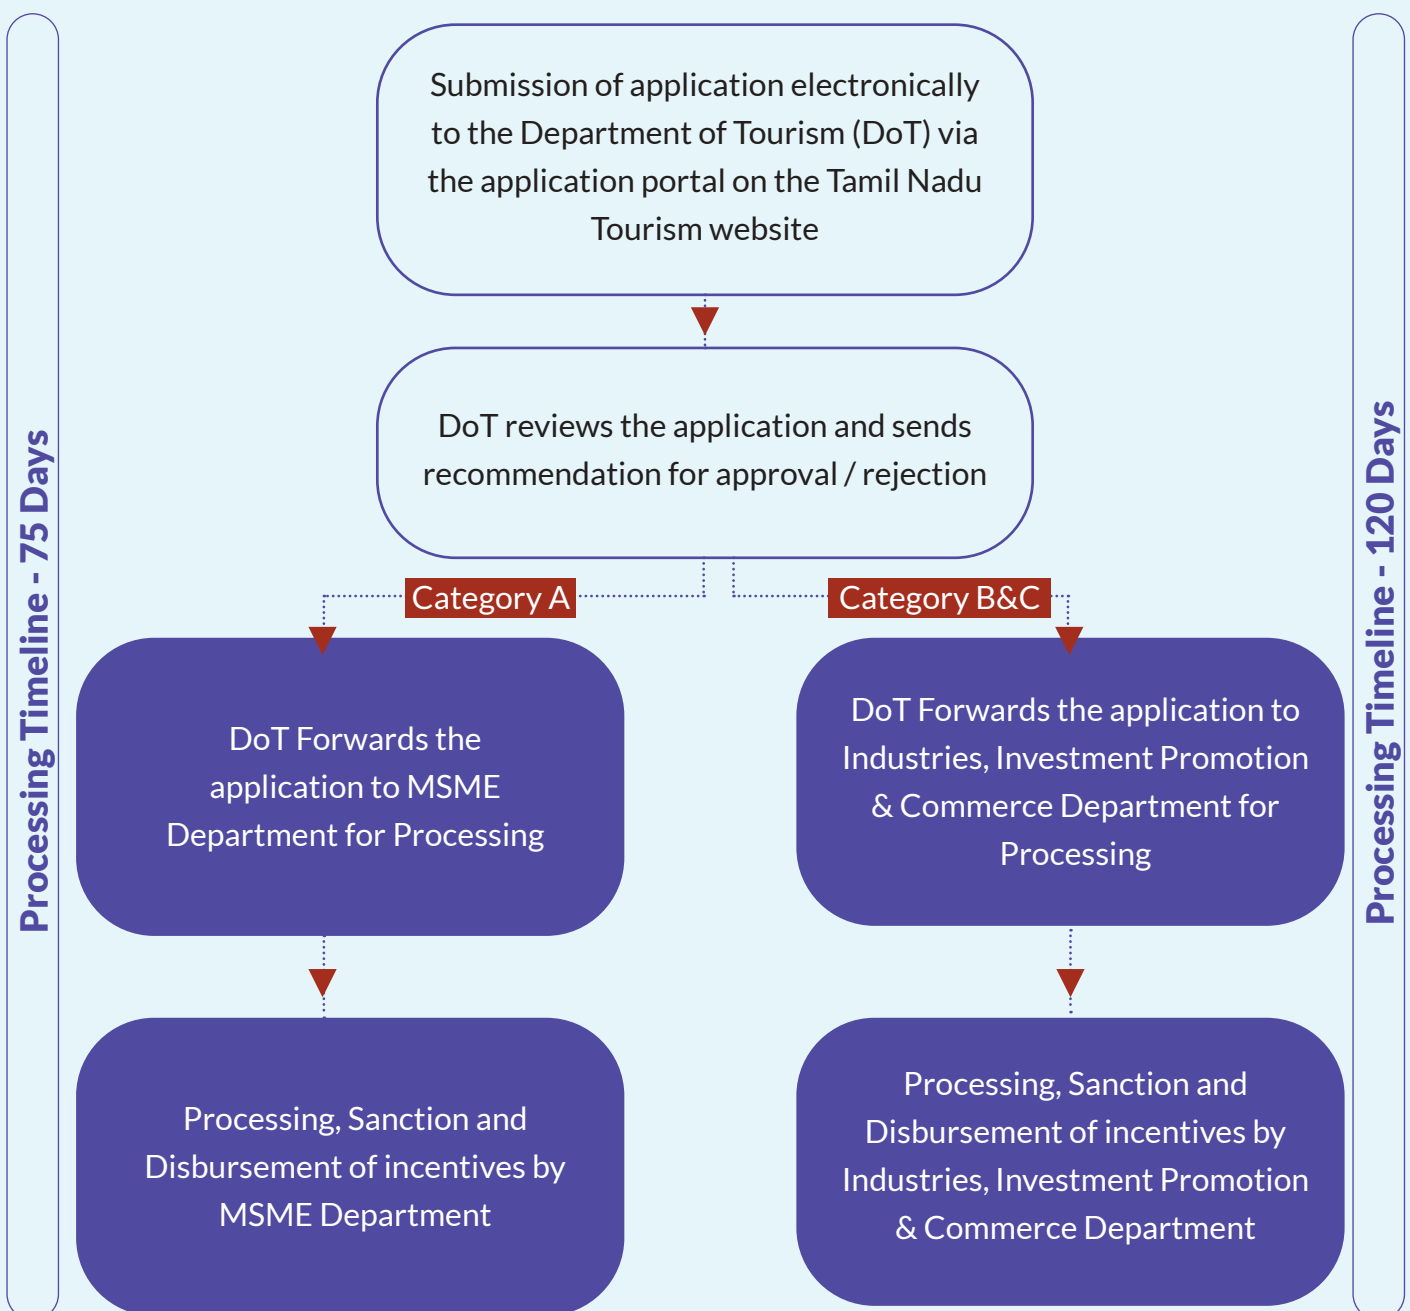 Submission of application electronically
to the Department of Tourism (DoT) via
the application portal on the Tamil Nadu
Tourism website
DoT reviews the application and sends
recommendation for approval / rejection
Category A
Category B&C
DoT Forwards the
application to MSME
Department for Processing
DoT Forwards the application to
Industries, Investment Promotion
& Commerce Department for
Processing
Processing, Sanction and
Disbursement of incentives by
MSME Department
Processing, Sanction and
Disbursement of incentives by
Industries, Investment Promotion
& Commerce Department
Processing Timeline - 75 Days
Processing Timeline - 120 Days